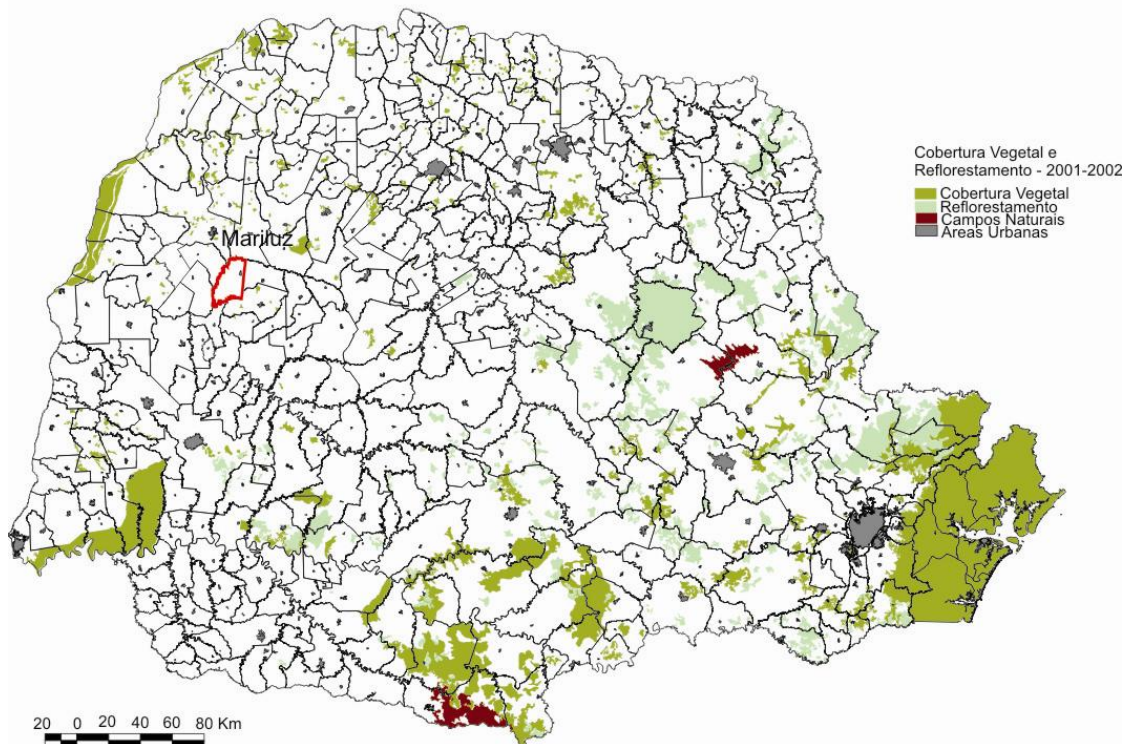 Cobertura Vegetal e
Reflorestamento - 2001-2002
Cobertura Vegetal
Reflorestamento
Campos Naturais
Areas Urbanas
Mariluz
20 0 20 40 60 80 Km